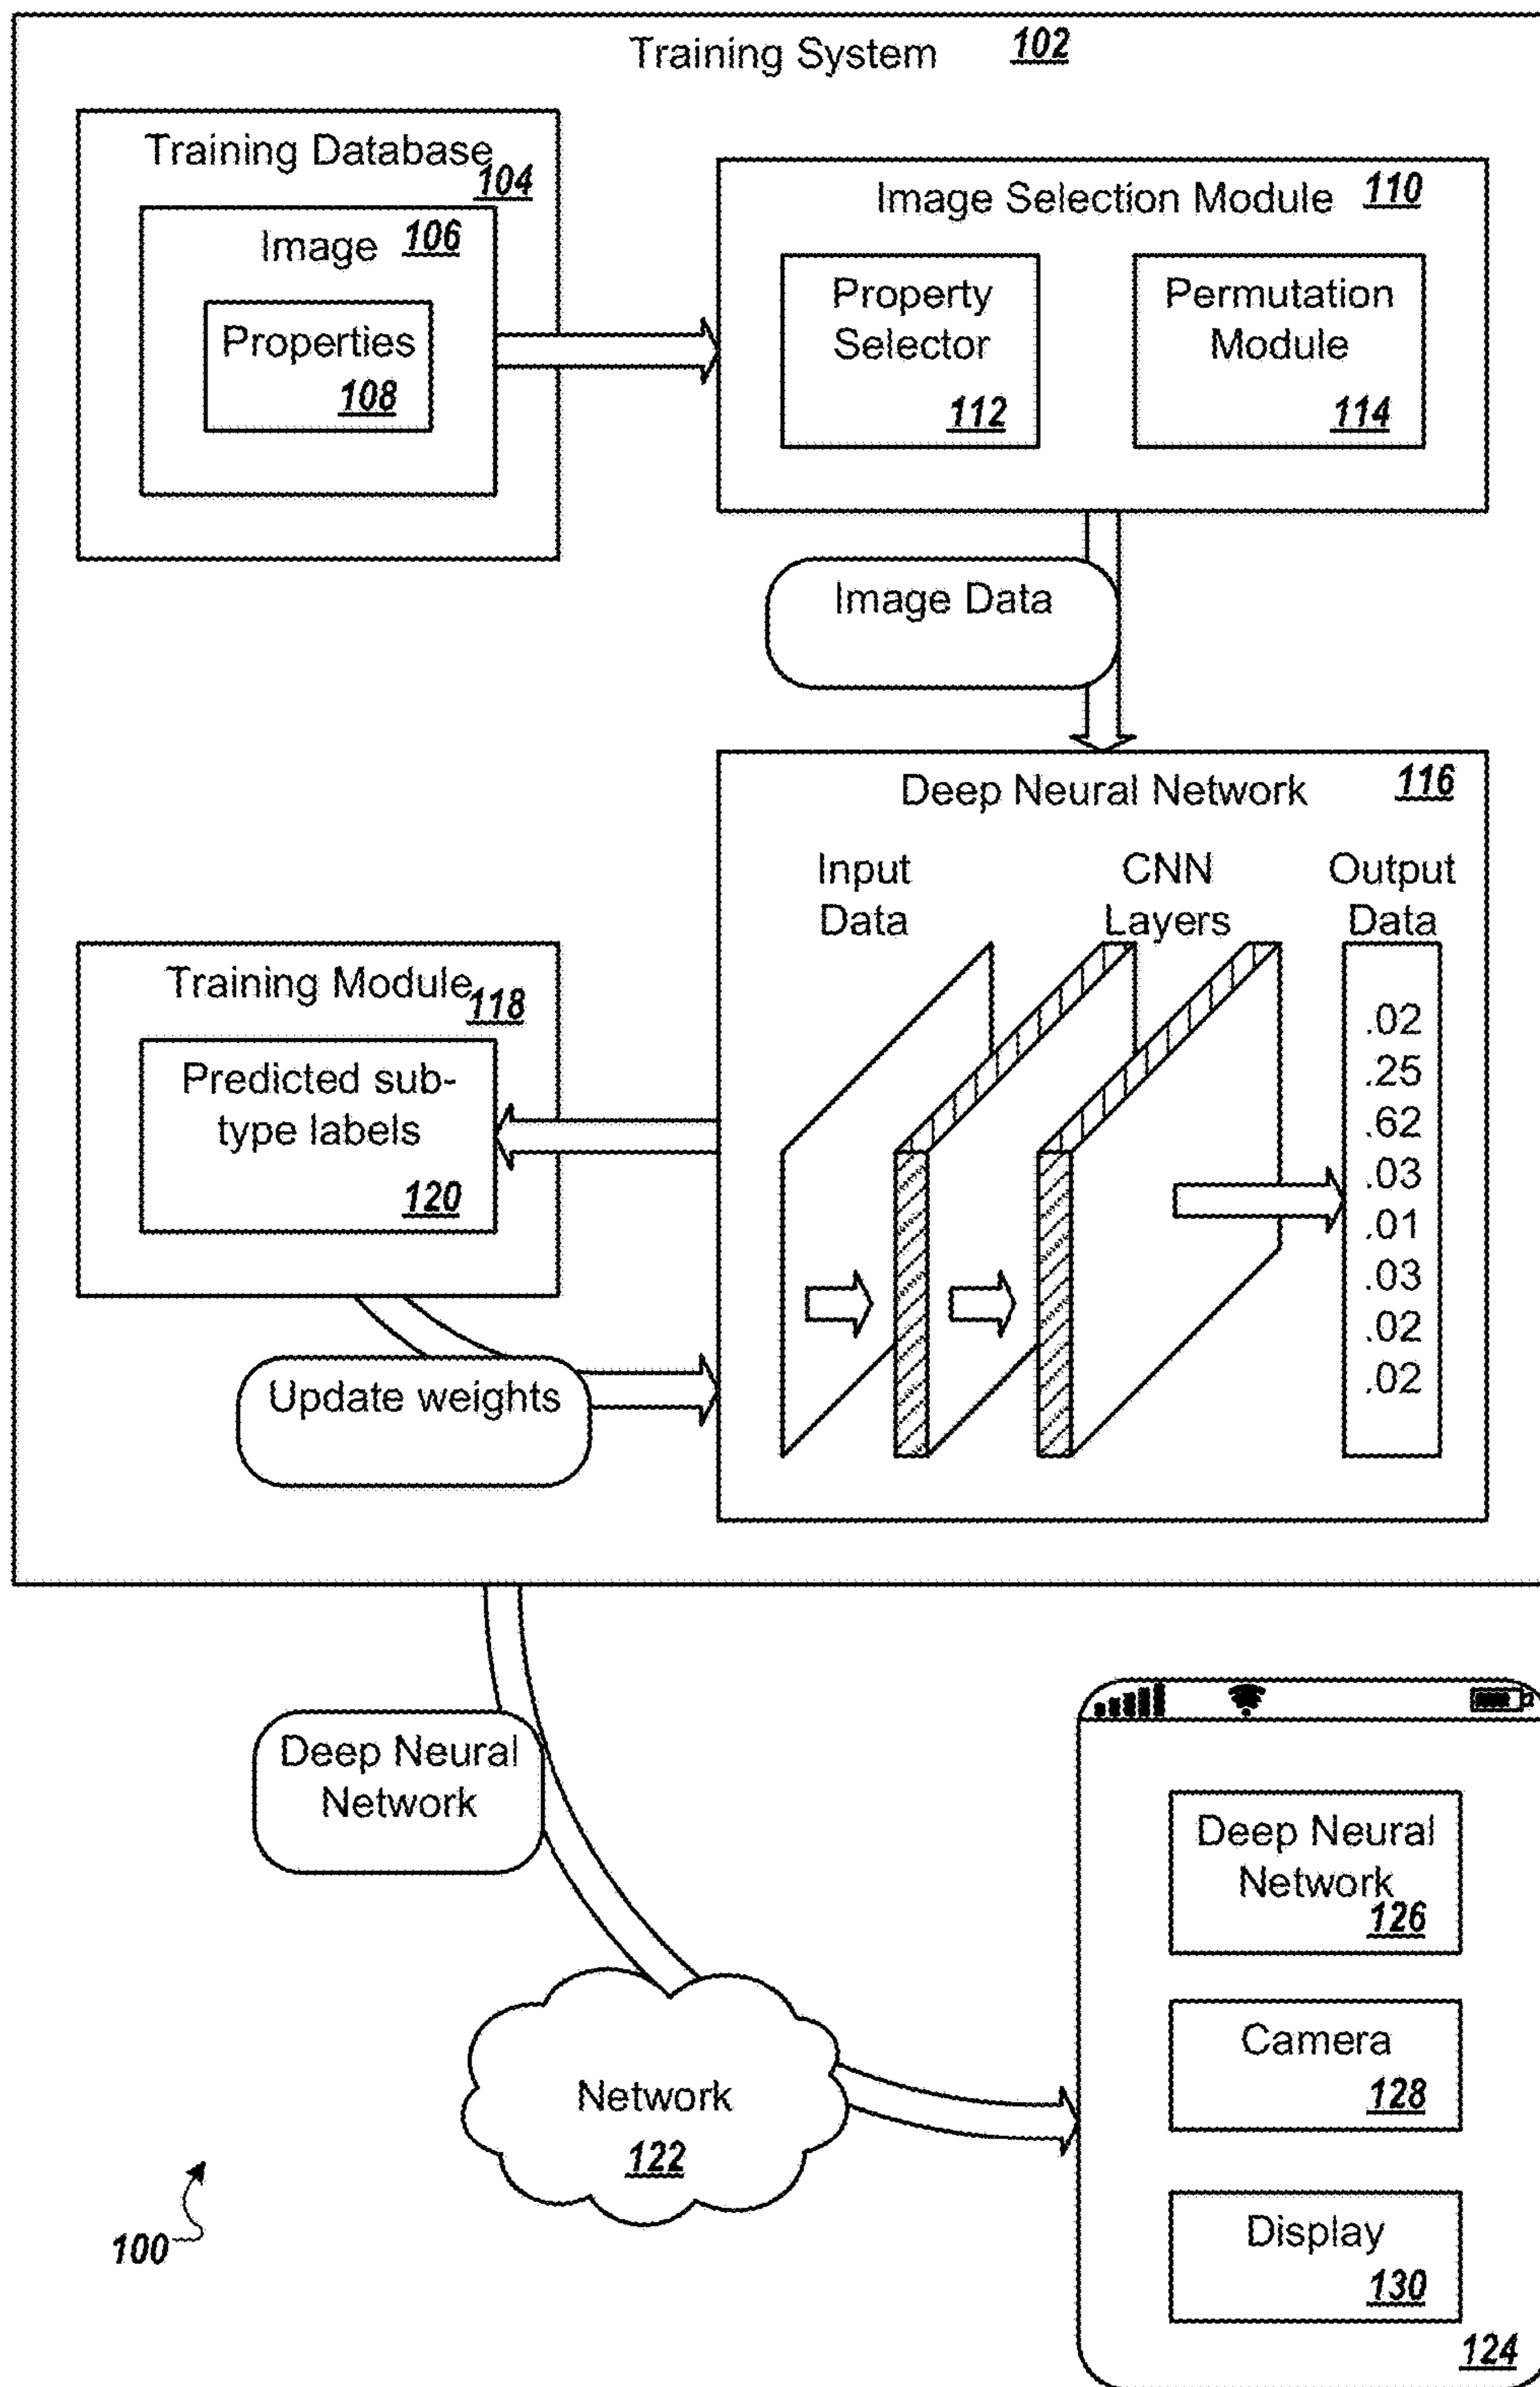 Training System 102
Training Database
104
Image 106
Properties
108
Image Selection Module 110
Property
Selector
112
Permutation
Module
114
Image Data
Deep Neural Network 116
Input
Data
CNN
Layers
Output
Data
.02
.25
.62
.03
.01
.03
.02
.02
Training Module
118
Predicted sub-
type labels
120
Update weights
Deep Neural
Network
Network
122
Deep Neural
Network
126
Camera
128
Display
130
124
100